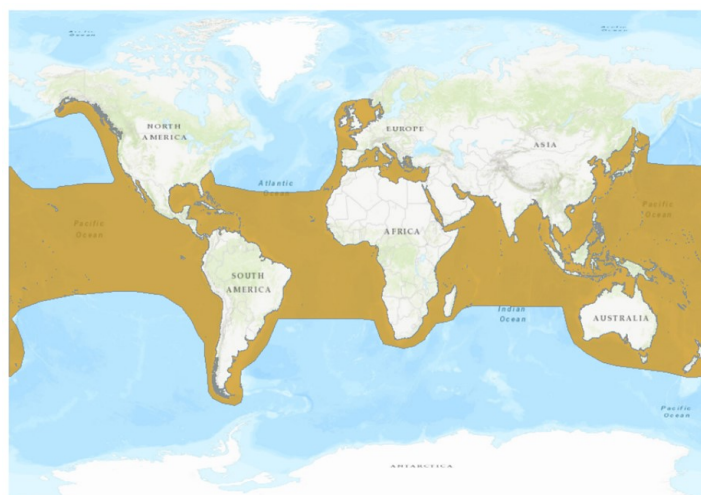 NORTH
AMERICA
EUROPE
ASIA
Atlantic
Ocean
Pacific
Ocean
Pacific
Ocean
AFRICA
SOUTH
AMERICA
Indian
Ocean
AUSTRALIA
Pacific
Ocean
ANTARCTICA